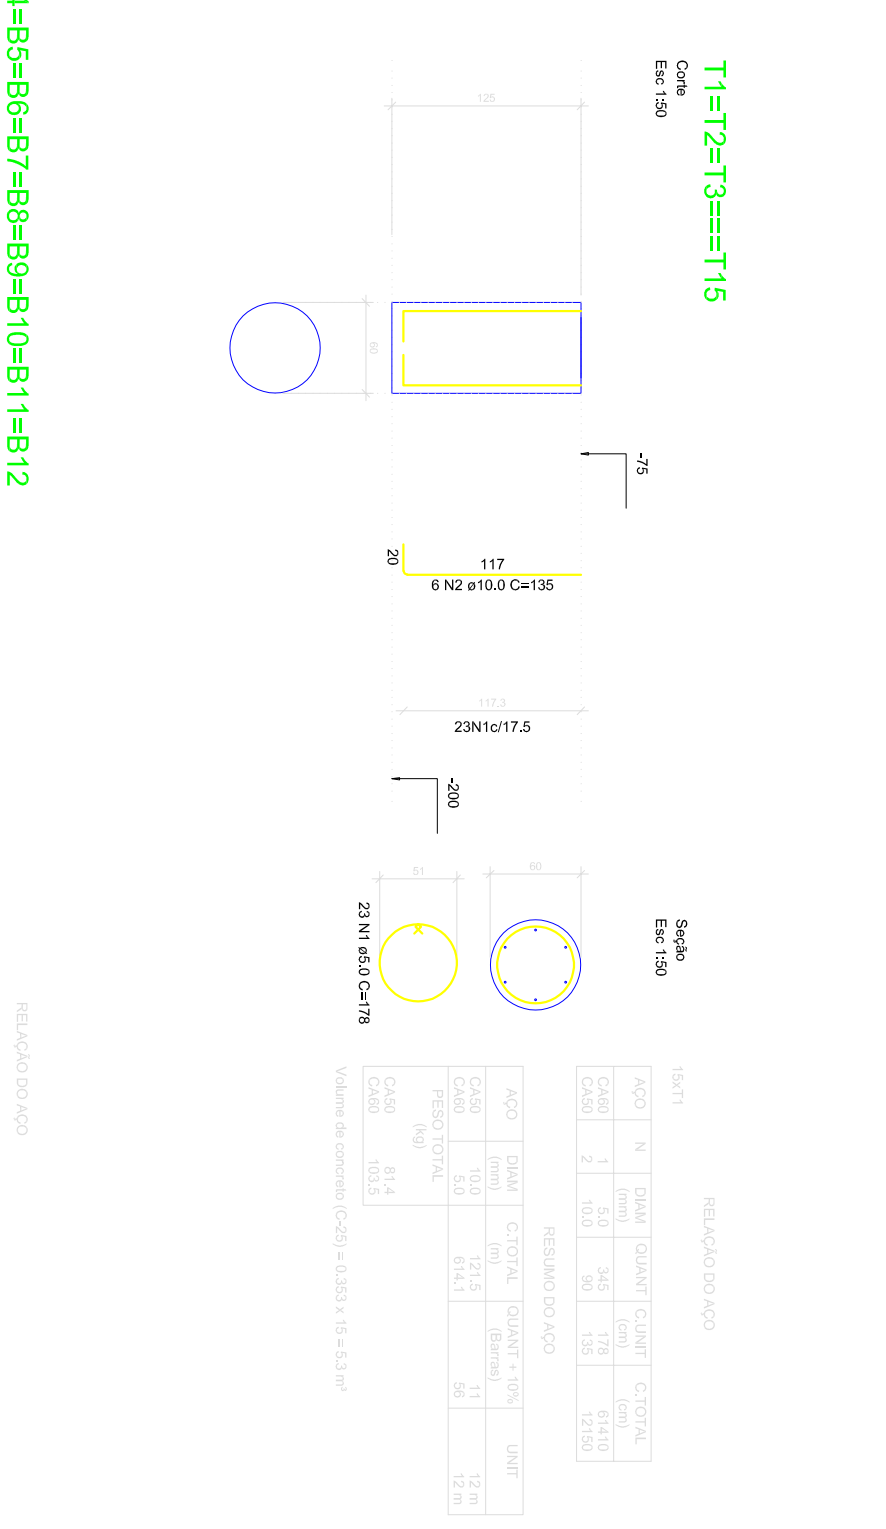 T1=T2=T3===T15
Corte
Esc 1:50
125
60
-75
117
20
6 N2 ø10.0 C=135
117.3
23N1c/17.5
-200
Seção
Esc 1:50
60
51
23 N1 ø5.0 C=178
RELAÇÃO DO AÇO
15xT1
AÇO N DIAM (mm) QUANT C.UNIT (cm) C.TOTAL (cm)
CA60 1 5.0 345 178 61410
CA50 2 10.0 90 135 12150
RESUMO DO AÇO
AÇO DIAM (mm) C.TOTAL (m) QUANT + 10% (Barras) UNIT
CA50 10.0 121.5 11 12 m
CA60 5.0 614.1 56 12 m
PESO TOTAL
(kg)
CA50 81.4
CA60 103.5
Volume de concreto (C-25) = 0.353 x 15 = 5.3 m³
=B5=B6=B7=B8=B9=B10=B11=B12
RELAÇÃO DO AÇO